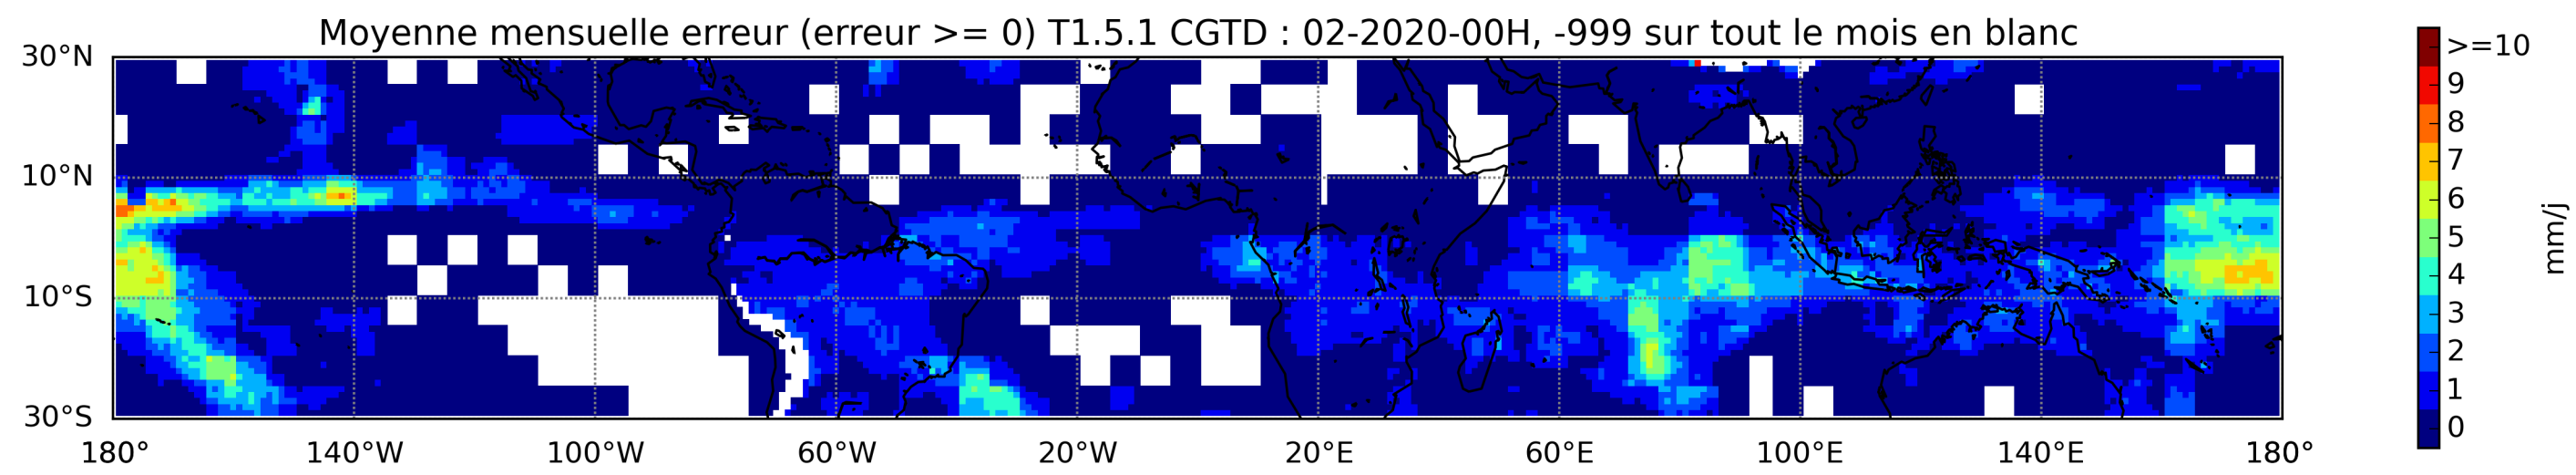 Moyenne mensuelle erreur (erreur >= 0) T1.5.1 CGTD : 02-2020-00H, -999 sur tout le mois en blanc
30°N
10°N
10°S
30°S
180° 140°W 100°W 60°W 20°W 20°E 60°E 100°E 140°E 180°
>=10
9
8
7
6
5
4
3
2
1
0
mm/j